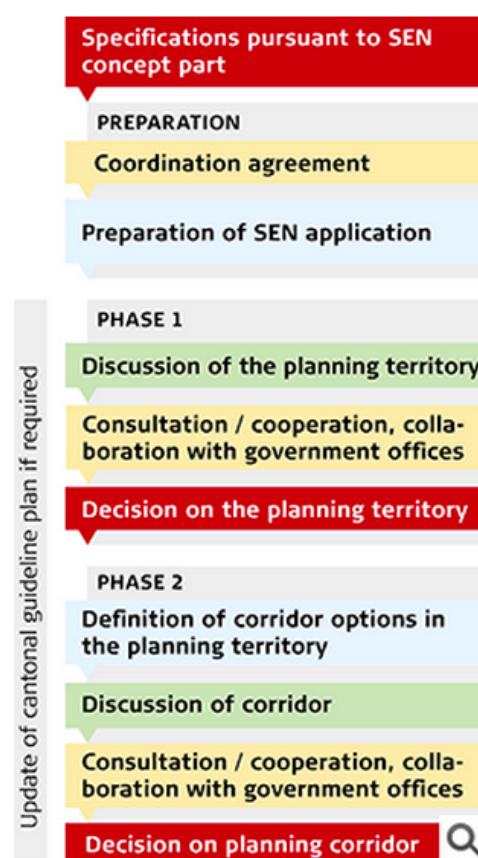 Specifications pursuant to SEN
concept part
PREPARATION
Coordination agreement
Preparation of SEN application
Update of cantonal guideline plan if required
PHASE 1
Discussion of the planning territory
Consultation / cooperation, colla-
boration with government offices
Decision on the planning territory
PHASE 2
Definition of corridor options in
the planning territory
Discussion of corridor
Consultation / cooperation, colla-
boration with government offices
Decision on planning corridor